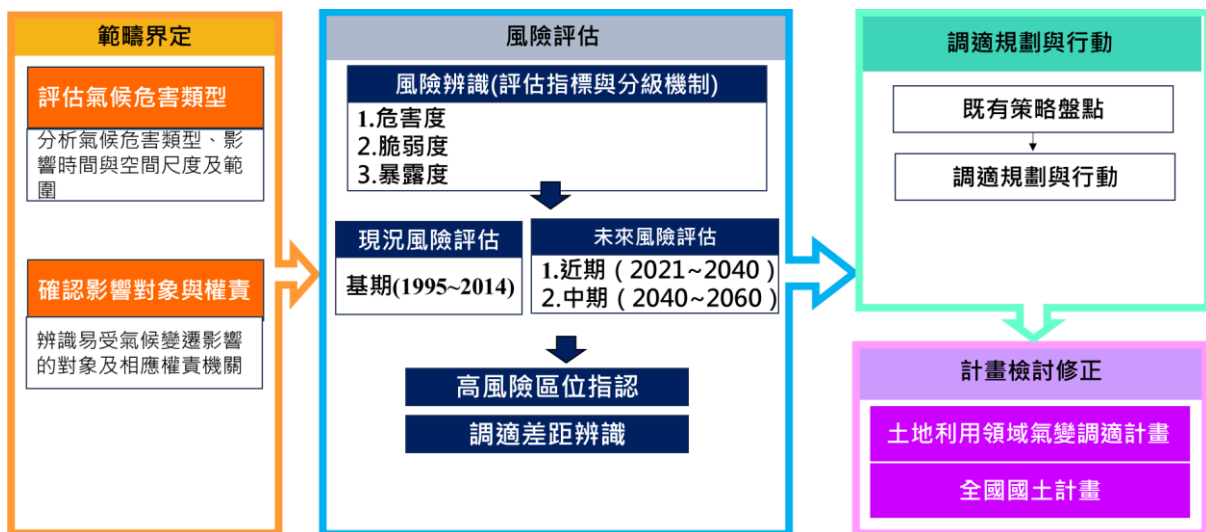 範疇界定
評估氣候危害類型
分析氣候危害類型、影
響時間與空間尺度及範
圍
確認影響對象與權責
辨識易受氣候變遷影響
的對象及相應權責機關
風險評估
風險辨識(評估指標與分級機制)
1.危害度
2.脆弱度
3.暴露度
現況風險評估
基期(1995~2014)
未來風險評估
1.近期（2021~2040）
2.中期（2040~2060）
高風險區位指認
調適差距辨識
調適規劃與行動
既有策略盤點
調適規劃與行動
計畫檢討修正
土地利用領域氣變調適計畫
全國國土計畫